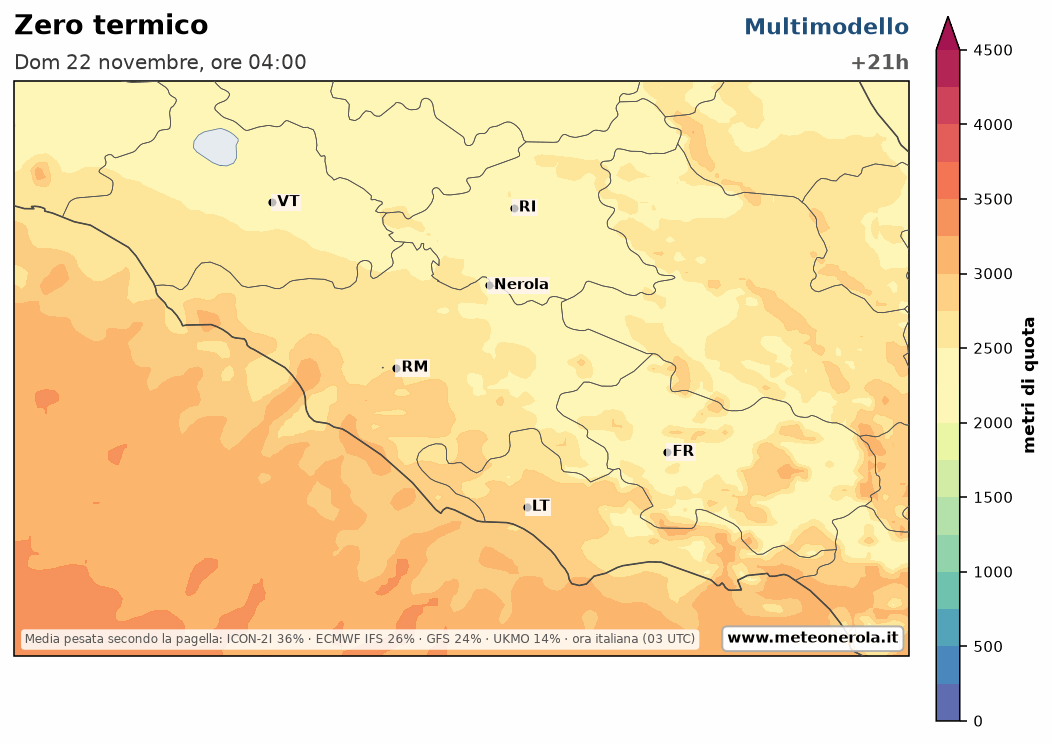 Zero termico
Multimodello
Dom 22 novembre, ore 04:00
+21h
VT
RI
Nerola
RM
FR
LT
Media pesata secondo la pagella: ICON-2I 36% · ECMWF IFS 26% · GFS 24% · UKMO 14% · ora italiana (03 UTC)
www.meteonerola.it
4500
4000
3500
3000
2500
2000
1500
1000
500
0
metri di quota